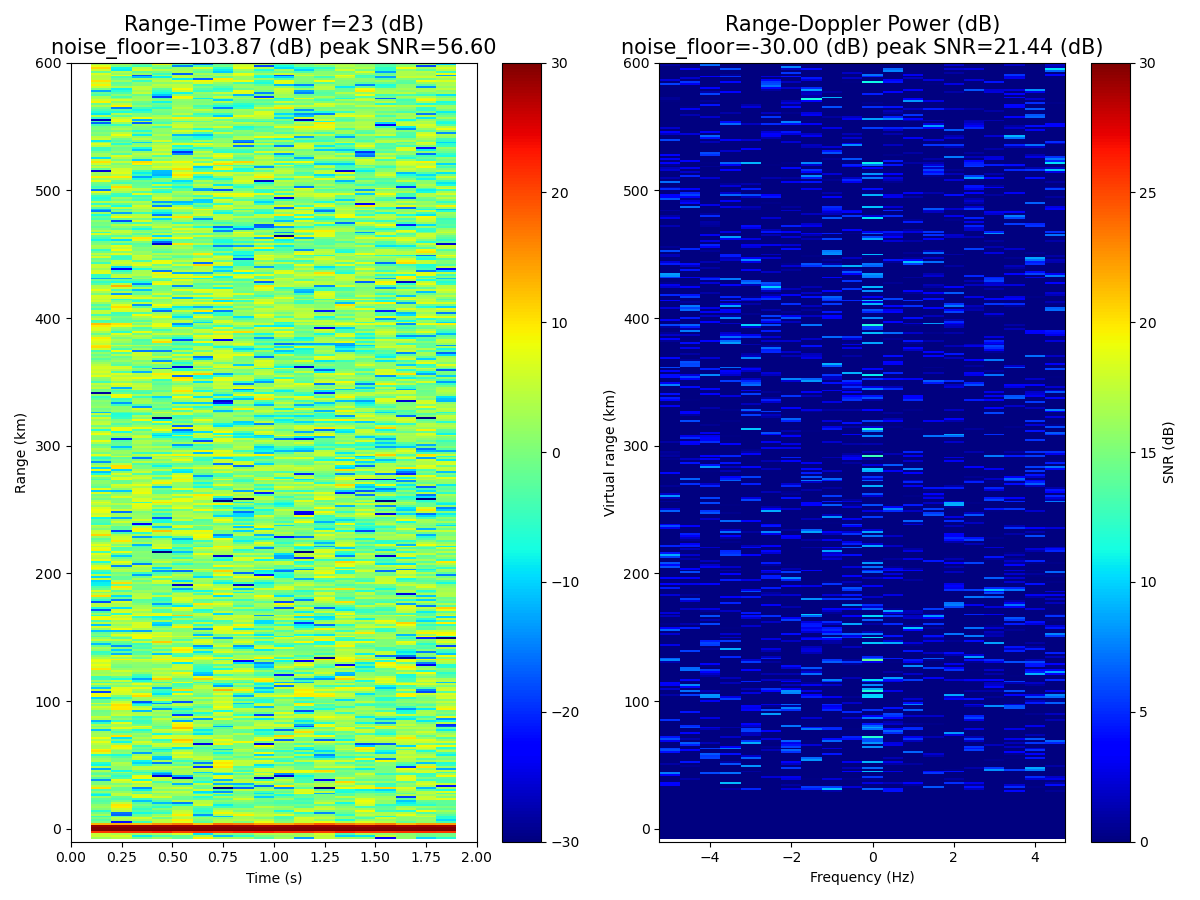 Range-Time Power f=23 (dB)
noise_floor=-103.87 (dB) peak SNR=56.60
Range-Doppler Power (dB)
noise_floor=-30.00 (dB) peak SNR=21.44 (dB)
600
500
400
300
200
100
0
Range (km)
0.00 0.25 0.50 0.75 1.00 1.25 1.50 1.75 2.00
Time (s)
30
20
10
0
−10
−20
−30
600
500
400
300
200
100
0
Virtual range (km)
−4 −2 0 2 4
Frequency (Hz)
30
25
20
15
10
5
0
SNR (dB)